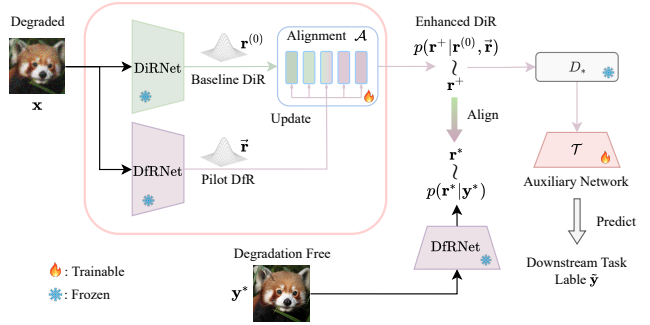 Degraded
x
DiRNet
r^(0)
Baseline DiR
Alignment 𝒜
Update
DfRNet
r⃗
Pilot DfR
Enhanced DiR
p(r⁺|r^(0), r⃗)
~
r⁺
Align
r*
~
p(r*|y*)
DfRNet
D_*
𝒯
Auxiliary Network
Predict
Downstream Task
Lable ỹ
Degradation Free
y*
: Trainable
: Frozen